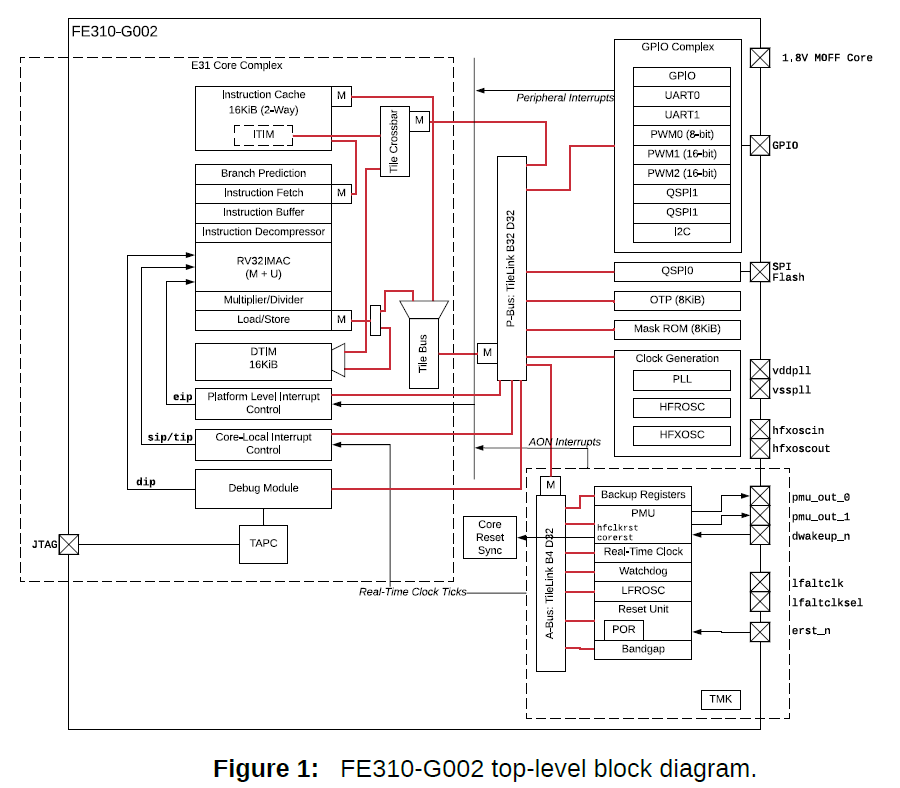 FE310-G002
E31 Core Complex
Instruction Cache
16KiB (2-Way)
M
ITIM
Tile Crossbar
M
Branch Prediction
Instruction Fetch
M
Instruction Buffer
Instruction Decompressor
RV32IMAC
(M + U)
Multiplier/Divider
Load/Store
M
DTIM
16KiB
Tile Bus
Platform Level Interrupt
Control
eip
Core-Local Interrupt
Control
sip/tip
Debug Module
dip
TAPC
JTAG
Peripheral Interrupts
P-Bus: TileLink B32 D32
M
GPIO Complex
GPIO
UART0
UART1
PWM0 (8-bit)
PWM1 (16-bit)
PWM2 (16-bit)
QSPI1
QSPI1
I2C
QSPI0
OTP (8KiB)
Mask ROM (8KiB)
Clock Generation
PLL
HFROSC
HFXOSC
AON Interrupts
M
A-Bus: TileLink B4 D32
Core
Reset
Sync
Real-Time Clock Ticks
Backup Registers
PMU
hfclkrst
corerst
Real-Time Clock
Watchdog
LFROSC
Reset Unit
POR
Bandgap
TMK
1.8V MOFF Core
GPIO
SPI
Flash
vddpll
vsspll
hfxoscin
hfxoscout
pmu_out_0
pmu_out_1
dwakeup_n
lfaltclk
lfaltclksel
erst_n
Figure 1: FE310-G002 top-level block diagram.